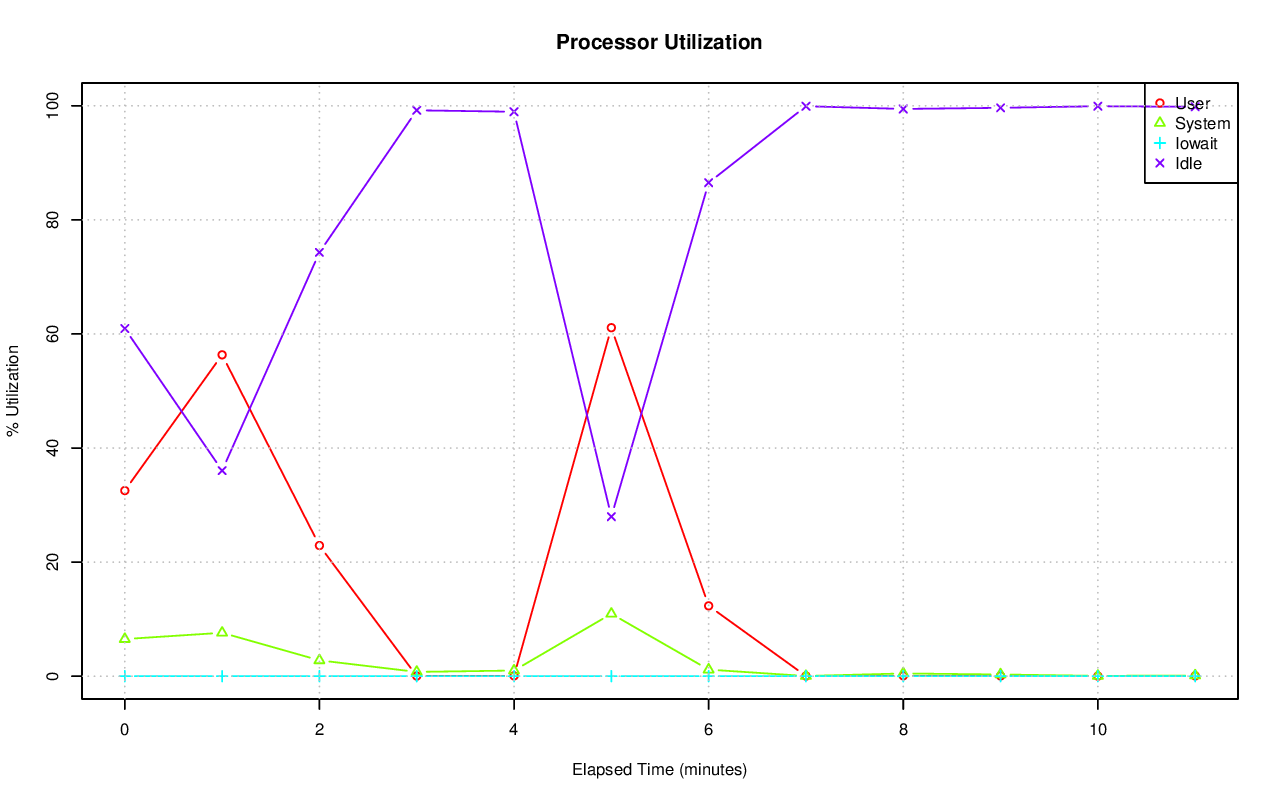 Processor Utilization
100
80
60
40
20
0
% Utilization
User
System
Iowait
Idle
0 2 4 6 8 10
Elapsed Time (minutes)